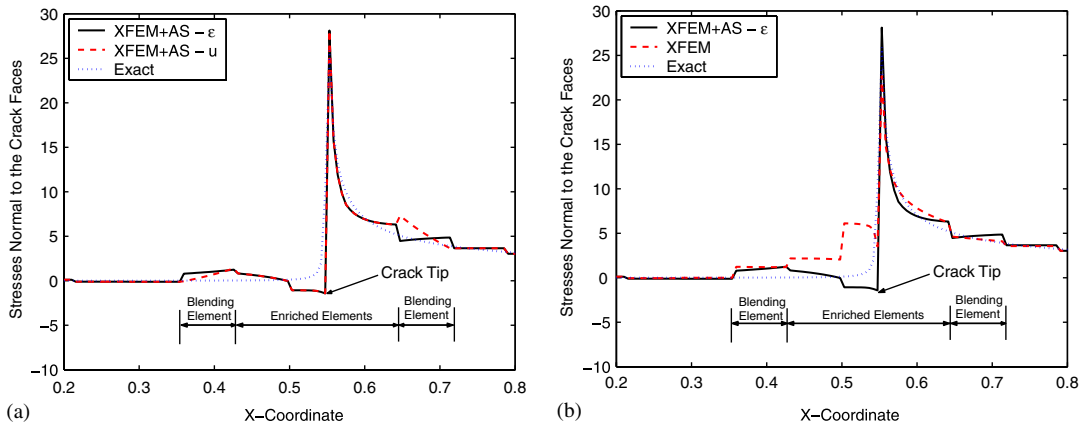 30
25
20
15
10
5
0
−5
−10
Stresses Normal to the Crack Faces
XFEM+AS − ε
XFEM+AS − u
Exact
Crack Tip
Blending
Element
Enriched Elements
Blending
Element
0.2 0.3 0.4 0.5 0.6 0.7 0.8
X−Coordinate
(a)
30
25
20
15
10
5
0
−5
−10
Stresses Normal to the Crack Faces
XFEM+AS − ε
XFEM
Exact
Crack Tip
Blending
Element
Enriched Elements
Blending
Element
0.2 0.3 0.4 0.5 0.6 0.7 0.8
X−Coordinate
(b)